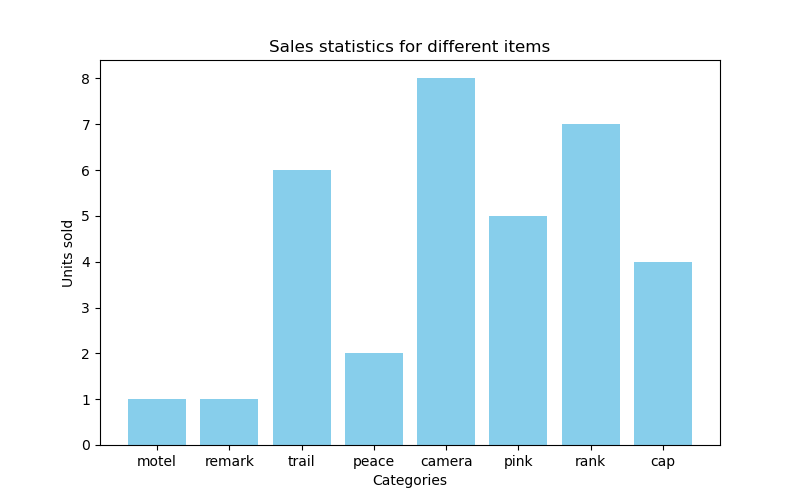 Sales statistics for different items
Units sold
8
7
6
5
4
3
2
1
0
motel remark trail peace camera pink rank cap
Categories